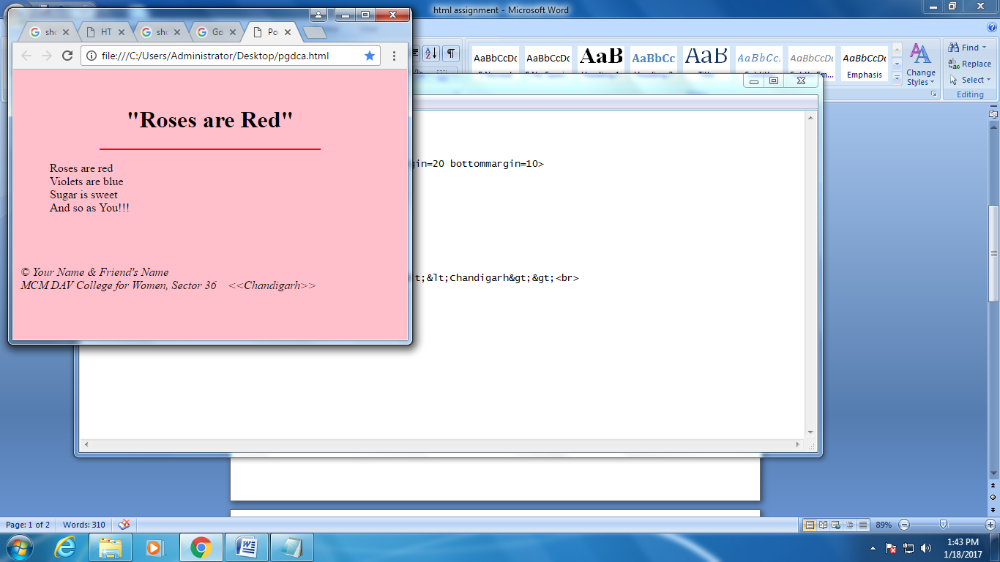 html assignment - Microsoft Word
sho
HT
sho
Go
Po
file:///C:/Users/Administrator/Desktop/pgdca.html
"Roses are Red"
Roses are red
Violets are blue
Sugar is sweet
And so as You!!!
© Your Name & Friend's Name
MCM DAV College for Women, Sector 36 <<Chandigarh>>
AaBbCcDc
AaBbCcDc
AaB
AaBbCc
AaB
AaBbCc.
AaBbCcDc
AaBbCcDc
Emphasis
Change
Styles
Find
Replace
Select
Editing
gin=20 bottommargin=10>
t;&lt;Chandigarh&gt;&gt;<br>
Page: 1 of 2
Words: 310
89%
1:43 PM
1/18/2017